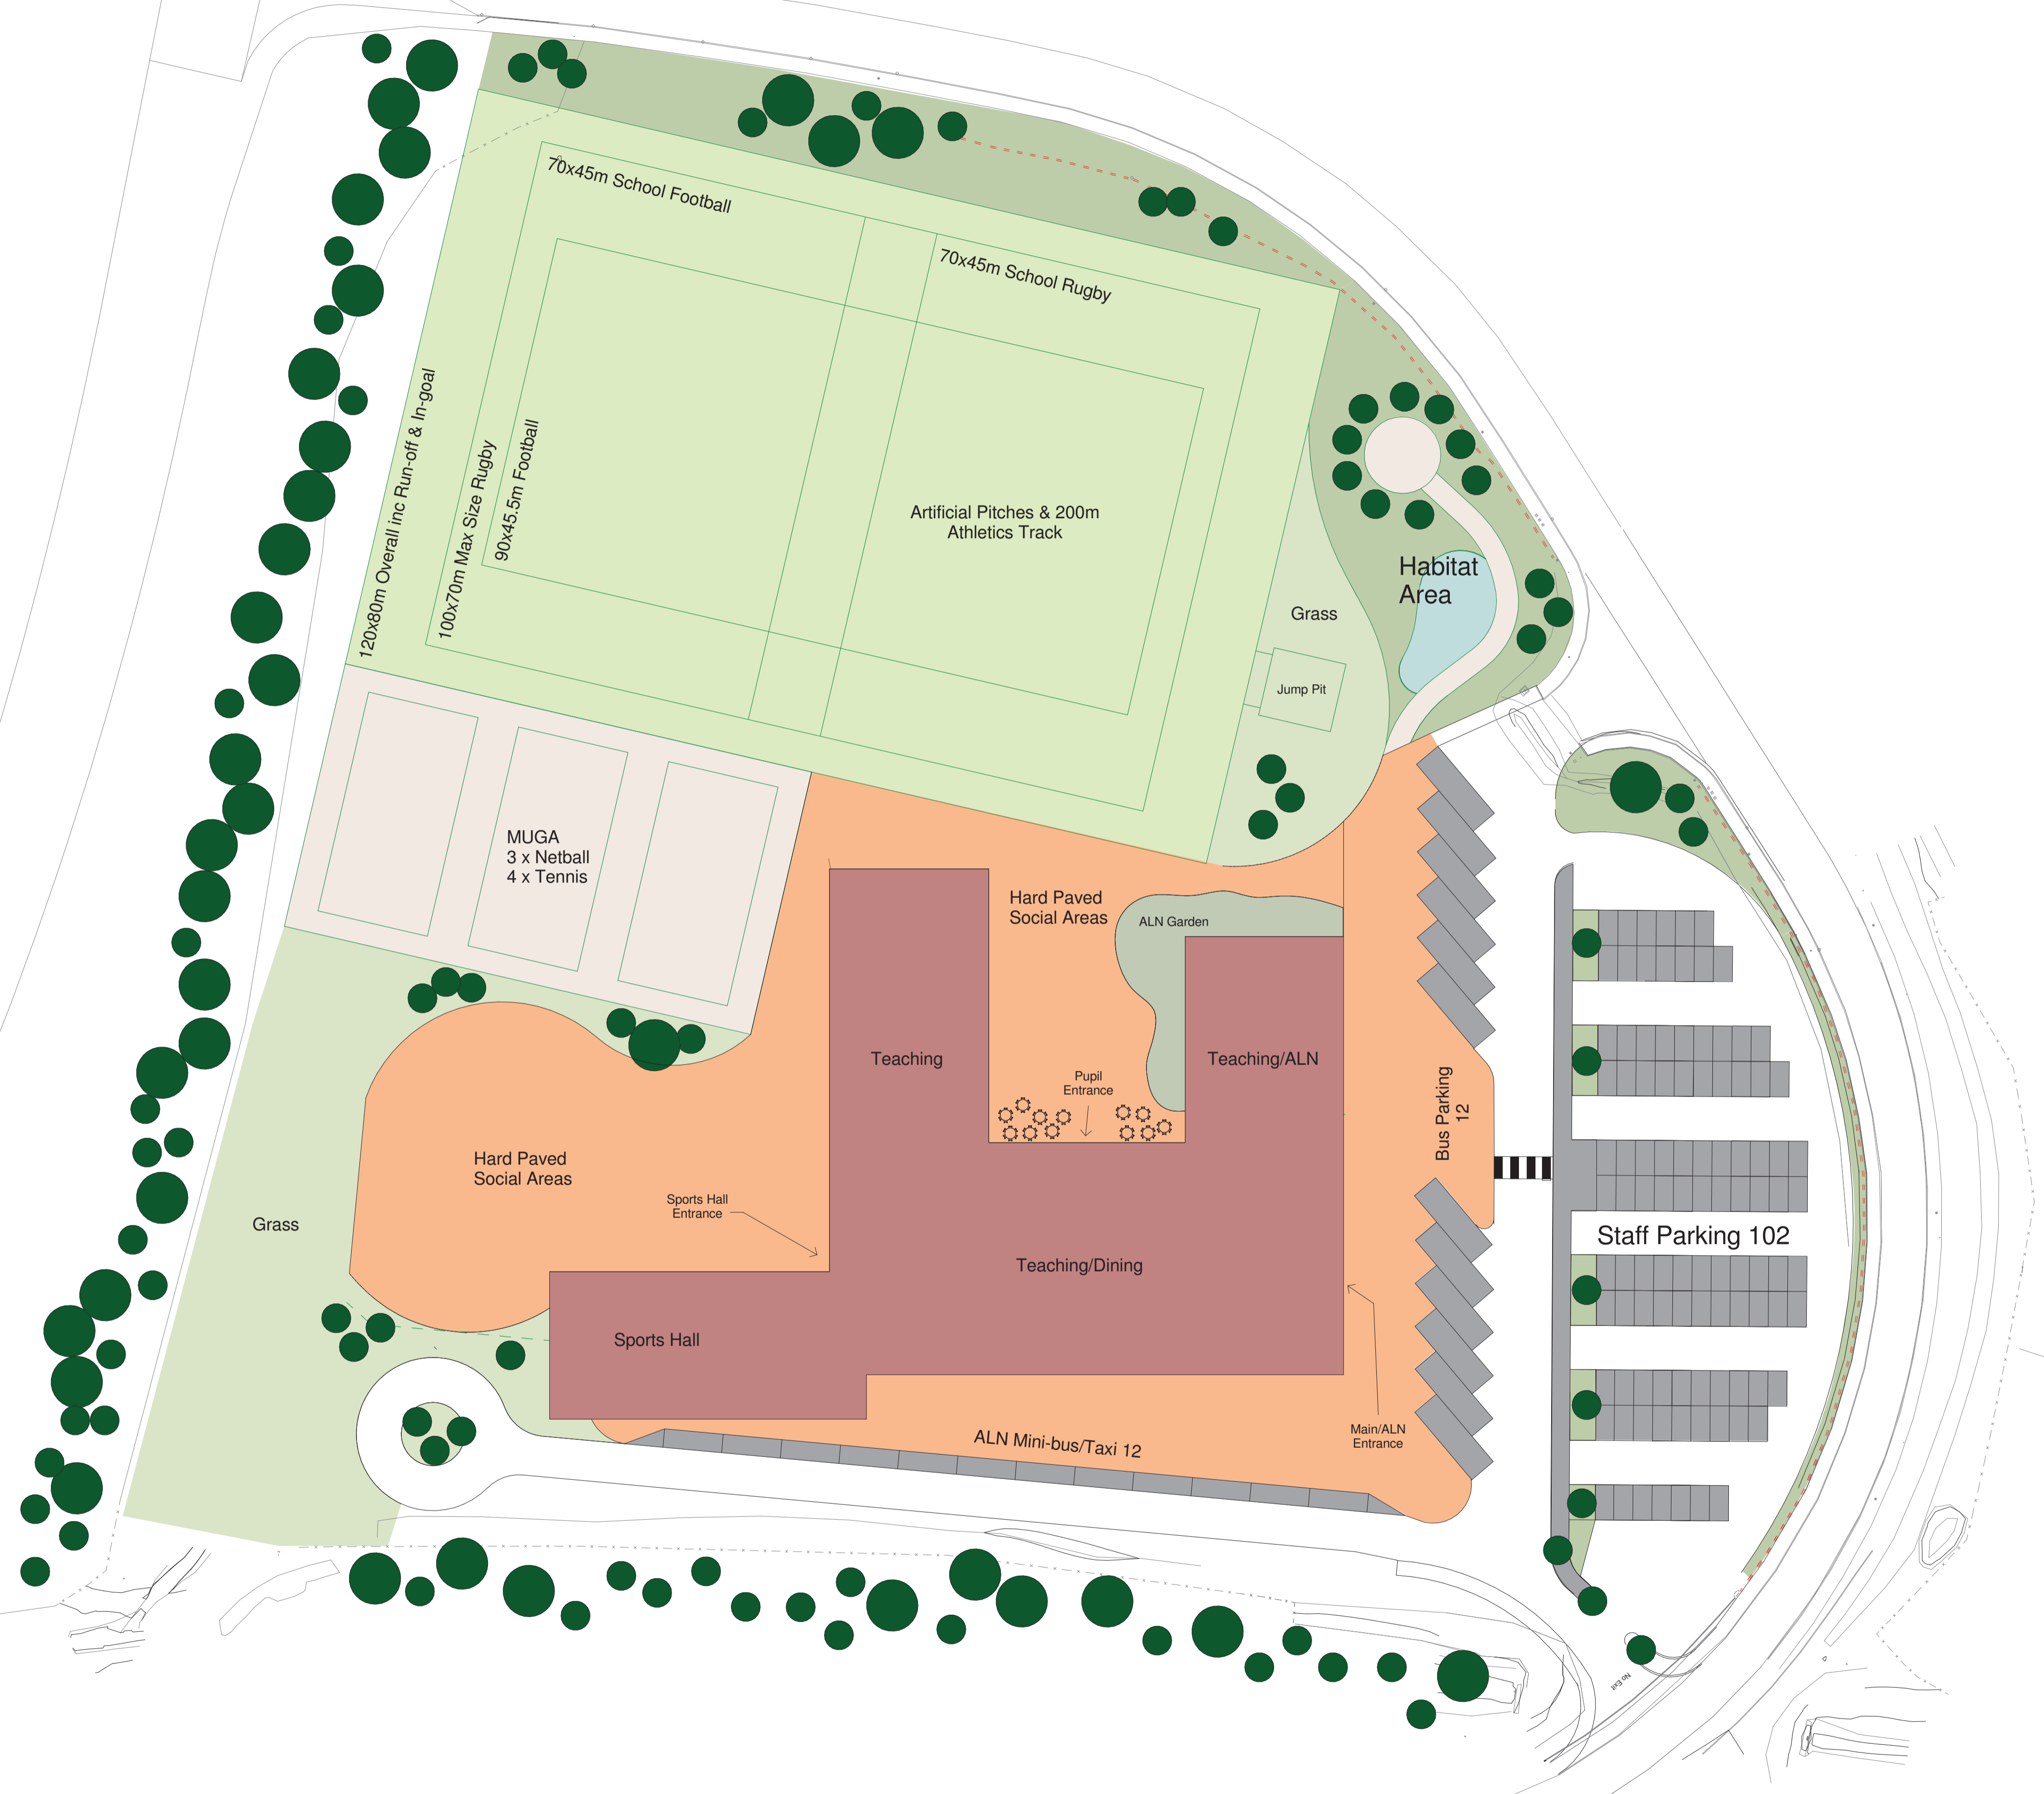 70x45m School Football
70x45m School Rugby
120x80m Overall inc Run-off & In-goal
100x70m Max Size Rugby
90x45.5m Football
Artificial Pitches & 200m
Athletics Track
Habitat
Area
Grass
Jump Pit
MUGA
3 x Netball
4 x Tennis
Hard Paved
Social Areas
ALN Garden
Teaching
Teaching/ALN
Pupil
Entrance
Bus Parking
12
Hard Paved
Social Areas
Sports Hall
Entrance
Grass
Staff Parking 102
Teaching/Dining
Sports Hall
Main/ALN
Entrance
ALN Mini-bus/Taxi 12
No Exit